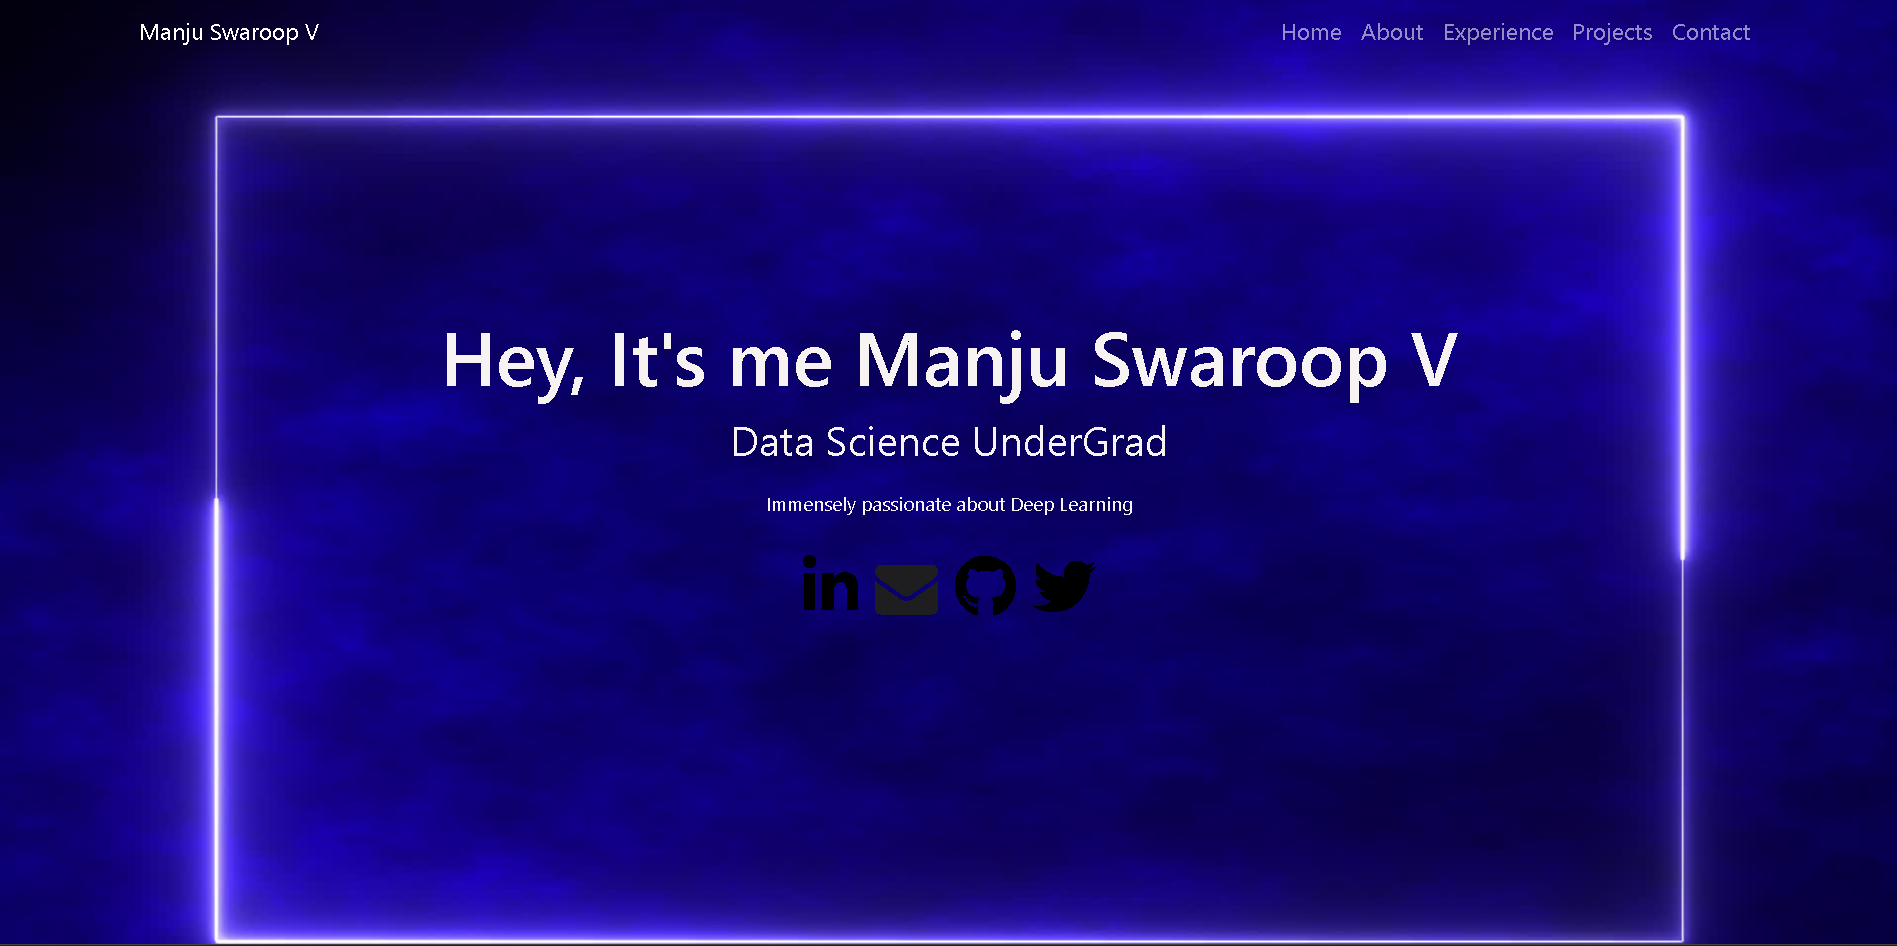 Manju Swaroop V
Home About Experience Projects Contact
Hey, It's me Manju Swaroop V
Data Science UnderGrad
Immensely passionate about Deep Learning
in